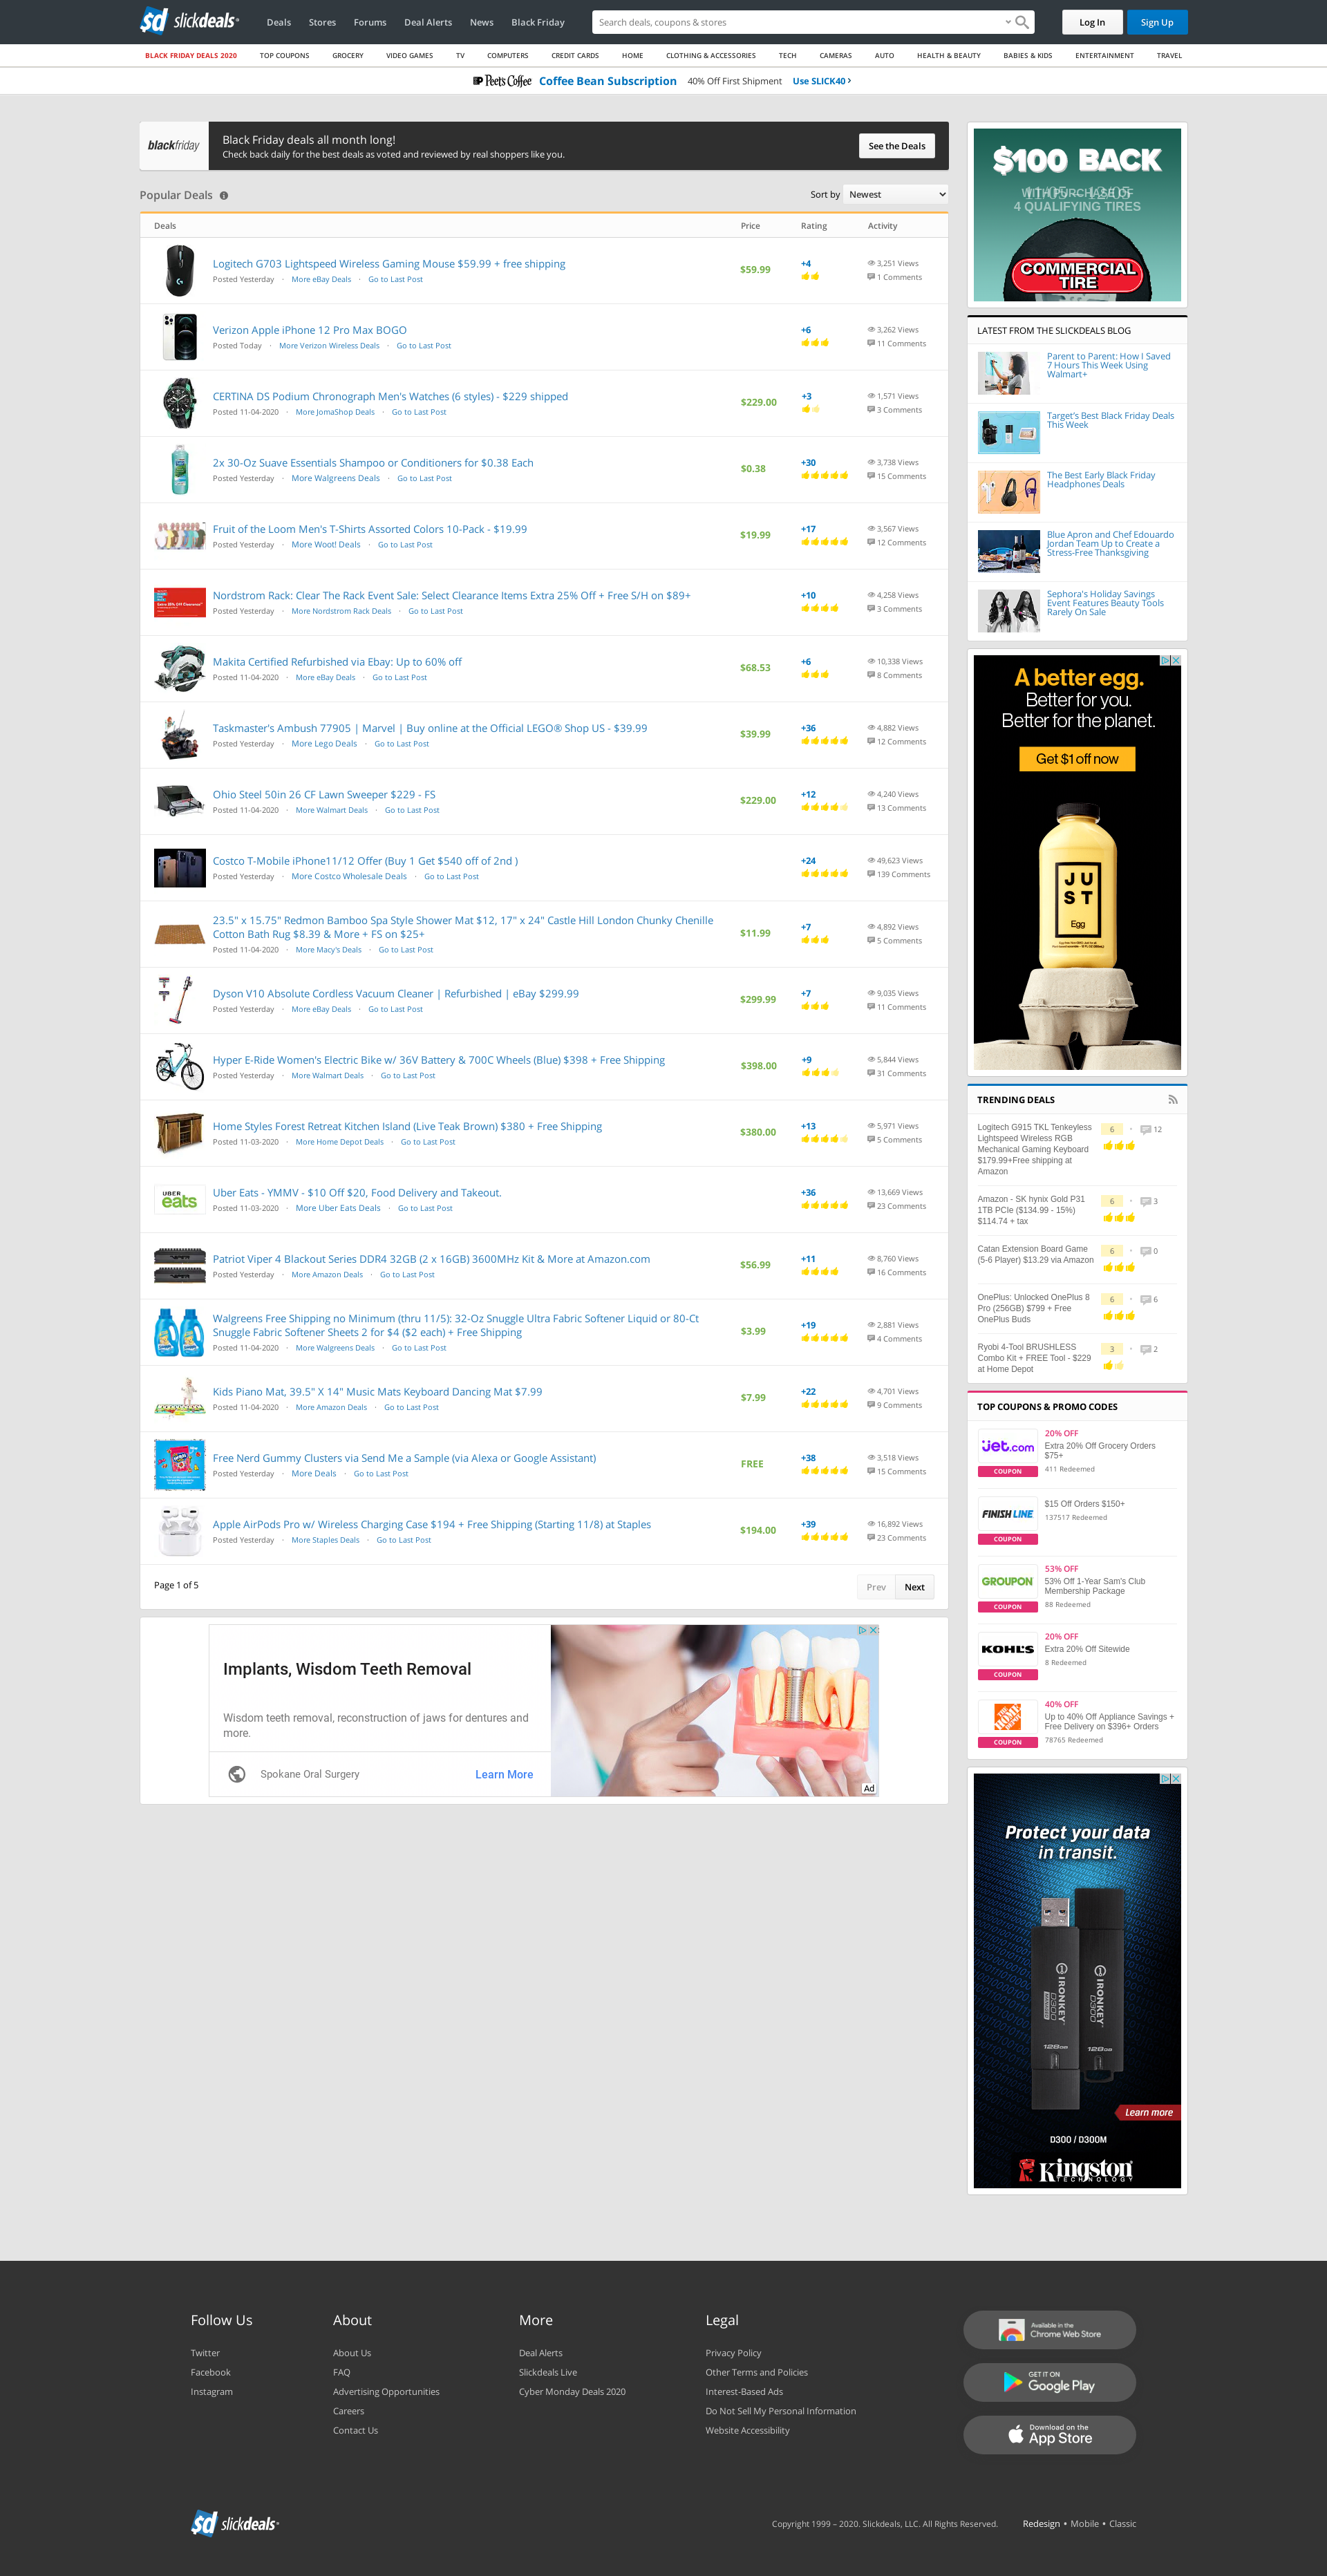 slickdeals
Deals
Stores
Forums
Deal Alerts
News
Black Friday
Search deals, coupons & stores
Log In
Sign Up
BLACK FRIDAY DEALS 2020
TOP COUPONS
GROCERY
VIDEO GAMES
TV
COMPUTERS
CREDIT CARDS
HOME
CLOTHING & ACCESSORIES
TECH
CAMERAS
AUTO
HEALTH & BEAUTY
BABIES & KIDS
ENTERTAINMENT
TRAVEL
Peet's Coffee Coffee Bean Subscription 40% Off First Shipment Use SLICK40
blackfriday
Black Friday deals all month long!
Check back daily for the best deals as voted and reviewed by real shoppers like you.
See the Deals
Popular Deals
Sort by Newest
Deals Price Rating Activity
Logitech G703 Lightspeed Wireless Gaming Mouse $59.99 + free shipping
Posted Yesterday · More eBay Deals · Go to Last Post
$59.99
+4
3,251 Views
1 Comments
Verizon Apple iPhone 12 Pro Max BOGO
Posted Today · More Verizon Wireless Deals · Go to Last Post
+6
3,262 Views
11 Comments
CERTINA DS Podium Chronograph Men's Watches (6 styles) - $229 shipped
Posted 11-04-2020 · More JomaShop Deals · Go to Last Post
$229.00
+3
1,571 Views
3 Comments
2x 30-Oz Suave Essentials Shampoo or Conditioners for $0.38 Each
Posted Yesterday · More Walgreens Deals · Go to Last Post
$0.38
+30
3,738 Views
15 Comments
Fruit of the Loom Men's T-Shirts Assorted Colors 10-Pack - $19.99
Posted Yesterday · More Woot! Deals · Go to Last Post
$19.99
+17
3,567 Views
12 Comments
Nordstrom Rack: Clear The Rack Event Sale: Select Clearance Items Extra 25% Off + Free S/H on $89+
Posted Yesterday · More Nordstrom Rack Deals · Go to Last Post
+10
4,258 Views
3 Comments
Makita Certified Refurbished via Ebay: Up to 60% off
Posted 11-04-2020 · More eBay Deals · Go to Last Post
$68.53
+6
10,338 Views
8 Comments
Taskmaster's Ambush 77905 | Marvel | Buy online at the Official LEGO® Shop US - $39.99
Posted Yesterday · More Lego Deals · Go to Last Post
$39.99
+36
4,882 Views
12 Comments
Ohio Steel 50in 26 CF Lawn Sweeper $229 - FS
Posted 11-04-2020 · More Walmart Deals · Go to Last Post
$229.00
+12
4,240 Views
13 Comments
Costco T-Mobile iPhone11/12 Offer (Buy 1 Get $540 off of 2nd )
Posted Yesterday · More Costco Wholesale Deals · Go to Last Post
+24
49,623 Views
139 Comments
23.5" x 15.75" Redmon Bamboo Spa Style Shower Mat $12, 17" x 24" Castle Hill London Chunky Chenille
Cotton Bath Rug $8.39 & More + FS on $25+
Posted 11-04-2020 · More Macy's Deals · Go to Last Post
$11.99
+7
4,892 Views
5 Comments
Dyson V10 Absolute Cordless Vacuum Cleaner | Refurbished | eBay $299.99
Posted Yesterday · More eBay Deals · Go to Last Post
$299.99
+7
9,035 Views
11 Comments
Hyper E-Ride Women's Electric Bike w/ 36V Battery & 700C Wheels (Blue) $398 + Free Shipping
Posted Yesterday · More Walmart Deals · Go to Last Post
$398.00
+9
5,844 Views
31 Comments
Home Styles Forest Retreat Kitchen Island (Live Teak Brown) $380 + Free Shipping
Posted 11-03-2020 · More Home Depot Deals · Go to Last Post
$380.00
+13
5,971 Views
5 Comments
UBER
eats
Uber Eats - YMMV - $10 Off $20, Food Delivery and Takeout.
Posted 11-03-2020 · More Uber Eats Deals · Go to Last Post
+36
13,669 Views
23 Comments
Patriot Viper 4 Blackout Series DDR4 32GB (2 x 16GB) 3600MHz Kit & More at Amazon.com
Posted Yesterday · More Amazon Deals · Go to Last Post
$56.99
+11
8,760 Views
16 Comments
Walgreens Free Shipping no Minimum (thru 11/5): 32-Oz Snuggle Ultra Fabric Softener Liquid or 80-Ct
Snuggle Fabric Softener Sheets 2 for $4 ($2 each) + Free Shipping
Posted 11-04-2020 · More Walgreens Deals · Go to Last Post
$3.99
+19
2,881 Views
4 Comments
Kids Piano Mat, 39.5" X 14" Music Mats Keyboard Dancing Mat $7.99
Posted 11-04-2020 · More Amazon Deals · Go to Last Post
$7.99
+22
4,701 Views
9 Comments
Free Nerd Gummy Clusters via Send Me a Sample (via Alexa or Google Assistant)
Posted Yesterday · More Deals · Go to Last Post
FREE
+38
3,518 Views
15 Comments
Apple AirPods Pro w/ Wireless Charging Case $194 + Free Shipping (Starting 11/8) at Staples
Posted Yesterday · More Staples Deals · Go to Last Post
$194.00
+39
16,892 Views
23 Comments
Page 1 of 5
Prev
Next
Implants, Wisdom Teeth Removal
Wisdom teeth removal, reconstruction of jaws for dentures and
more.
Spokane Oral Surgery
Learn More
Ad
$100 BACK
WITH PURCHASE OF
11/05 - 12/05
4 QUALIFYING TIRES
COMMERCIAL
TIRE
LATEST FROM THE SLICKDEALS BLOG
Parent to Parent: How I Saved
7 Hours This Week Using
Walmart+
Target's Best Black Friday Deals
This Week
The Best Early Black Friday
Headphones Deals
Blue Apron and Chef Edouardo
Jordan Team Up to Create a
Stress-Free Thanksgiving
Sephora's Holiday Savings
Event Features Beauty Tools
Rarely On Sale
A better egg.
Better for you.
Better for the planet.
Get $1 off now
JUST
Egg
TRENDING DEALS
Logitech G915 TKL Tenkeyless
Lightspeed Wireless RGB
Mechanical Gaming Keyboard
$179.99+Free shipping at
Amazon
6 · 12
Amazon - SK hynix Gold P31
1TB PCIe ($134.99 - 15%)
$114.74 + tax
6 · 3
Catan Extension Board Game
(5-6 Player) $13.29 via Amazon
6 · 0
OnePlus: Unlocked OnePlus 8
Pro (256GB) $799 + Free
OnePlus Buds
6 · 6
Ryobi 4-Tool BRUSHLESS
Combo Kit + FREE Tool - $229
at Home Depot
3 · 2
TOP COUPONS & PROMO CODES
jet.com
COUPON
20% OFF
Extra 20% Off Grocery Orders
$75+
411 Redeemed
FINISH LINE
COUPON
$15 Off Orders $150+
137517 Redeemed
GROUPON
COUPON
53% OFF
53% Off 1-Year Sam's Club
Membership Package
88 Redeemed
KOHL'S
COUPON
20% OFF
Extra 20% Off Sitewide
8 Redeemed
COUPON
40% OFF
Up to 40% Off Appliance Savings +
Free Delivery on $396+ Orders
78765 Redeemed
Protect your data
in transit.
IRONKEY
D300
128GB
IRONKEY
D300
128GB
Learn more
D300 / D300M
Kingston
TECHNOLOGY
Follow Us
Twitter
Facebook
Instagram
About
About Us
FAQ
Advertising Opportunities
Careers
Contact Us
More
Deal Alerts
Slickdeals Live
Cyber Monday Deals 2020
Legal
Privacy Policy
Other Terms and Policies
Interest-Based Ads
Do Not Sell My Personal Information
Website Accessibility
Available in the
Chrome Web Store
GET IT ON
Google Play
Download on the
App Store
slickdeals
Copyright 1999 – 2020. Slickdeals, LLC. All Rights Reserved.
Redesign • Mobile • Classic